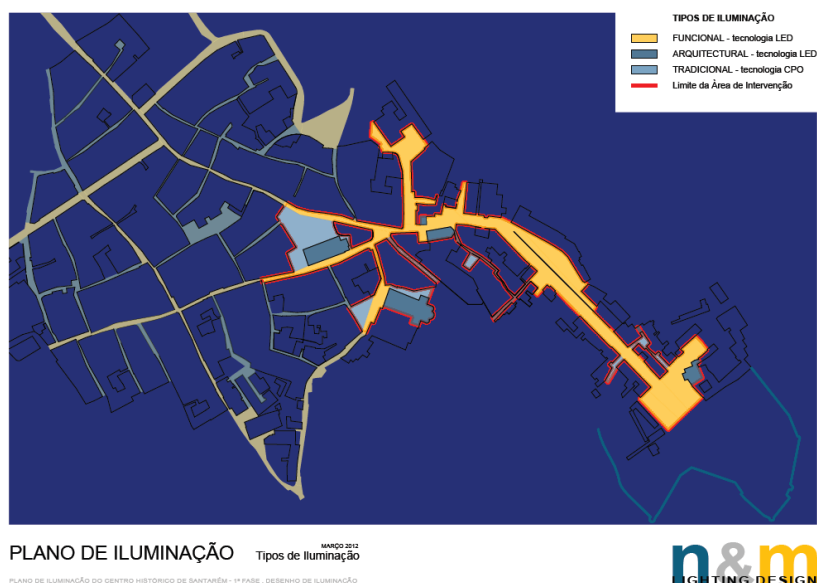 TIPOS DE ILUMINAÇÃO
FUNCIONAL - tecnologia LED
ARQUITECTURAL - tecnologia LED
TRADICIONAL - tecnologia CPO
Limite da Àrea de Intervenção
MARÇO 2012
PLANO DE ILUMINAÇÃO Tipos de Iluminação
PLANO DE ILUMINAÇÃO DO CENTRO HISTÓRICO DE SANTARÉM - 1ª FASE . DESENHO DE ILUMINAÇÃO
n&m
LIGHTING DESIGN